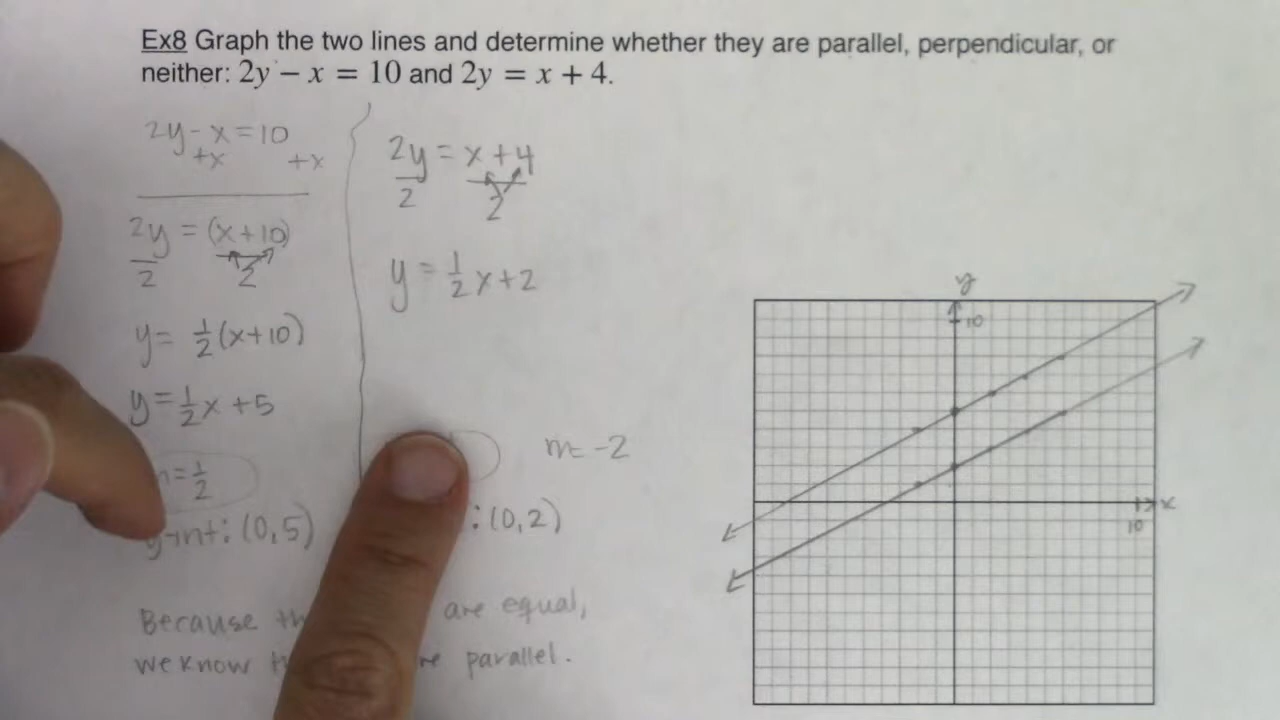 Ex8 Graph the two lines and determine whether they are parallel, perpendicular, or
neither: 2y − x = 10 and 2y = x + 4.
2y - x = 10
+x +x
2y = (x+10)
2 2
y = 1/2(x+10)
y = 1/2x + 5
= 1/2
y-int: (0,5)
2y = x + 4
2 2
y = 1/2x + 2
m= -2
: (0,2)
Because are equal,
we know parallel.
y
10
x
10